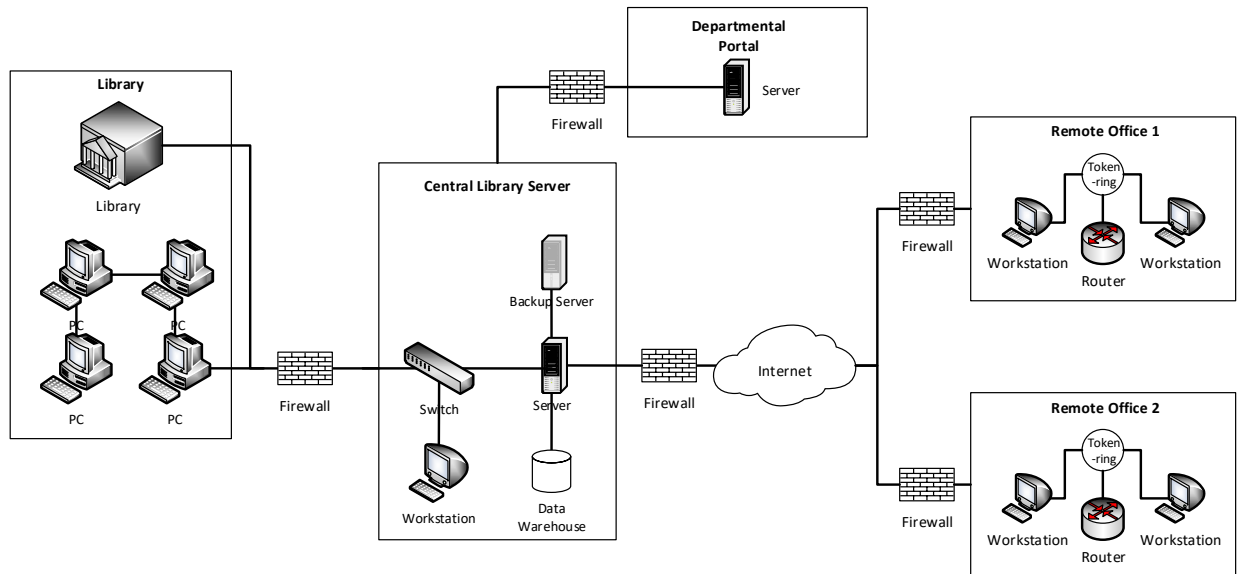 Departmental
Portal
Server
Firewall
Library
Library
PC
PC
PC
PC
Firewall
Central Library Server
Backup Server
Switch
Server
Workstation
Data
Warehouse
Firewall
Internet
Firewall
Remote Office 1
Token
-ring
Workstation
Router
Workstation
Firewall
Remote Office 2
Token
-ring
Workstation
Router
Workstation